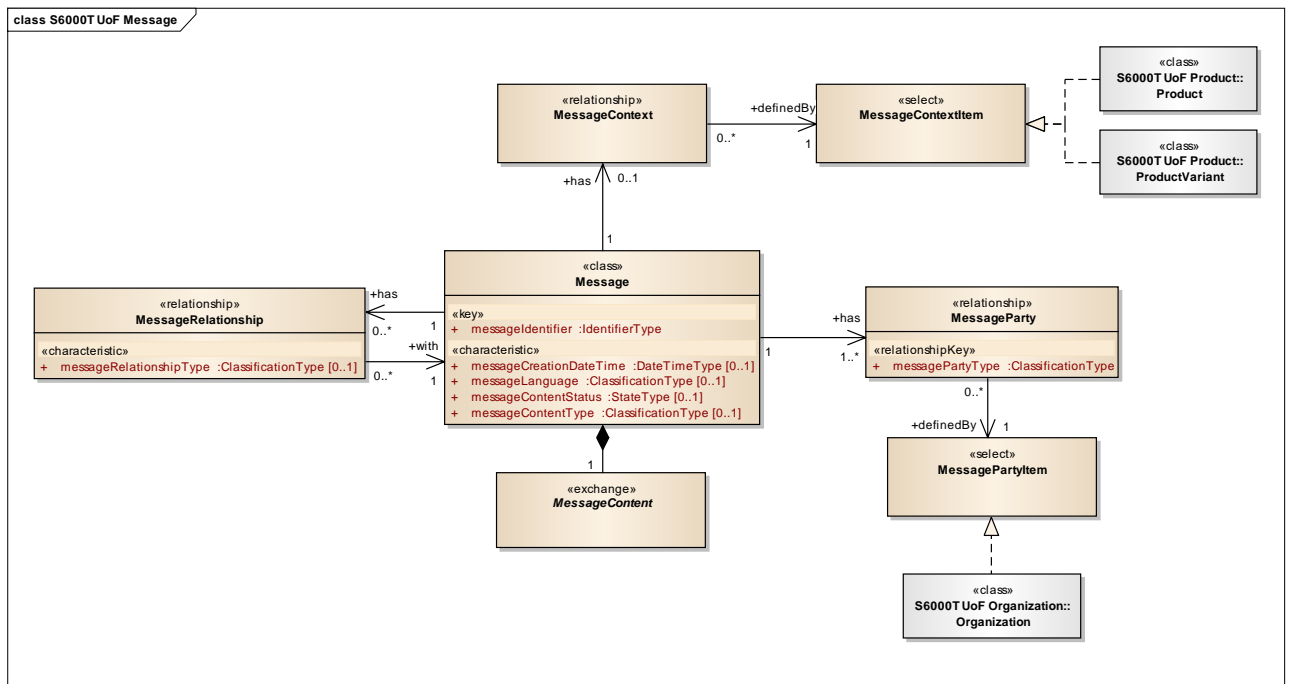 class S6000T UoF Message
«class»
S6000T UoF Product::
Product
«relationship»
MessageContext
+definedBy
0..*
1
«select»
MessageContextItem
«class»
S6000T UoF Product::
ProductVariant
+has
0..1
1
«class»
Message
«key»
+ messageIdentifier :IdentifierType
«characteristic»
+ messageCreationDateTime :DateTimeType [0..1]
+ messageLanguage :ClassificationType [0..1]
+ messageContentStatus :StateType [0..1]
+ messageContentType :ClassificationType [0..1]
«relationship»
MessageRelationship
«characteristic»
+ messageRelationshipType :ClassificationType [0..1]
+has
0..*
1
+with
0..*
1
1
+has
1..*
«relationship»
MessageParty
«relationshipKey»
+ messagePartyType :ClassificationType
0..*
+definedBy
1
1
«exchange»
MessageContent
«select»
MessagePartyItem
«class»
S6000T UoF Organization::
Organization